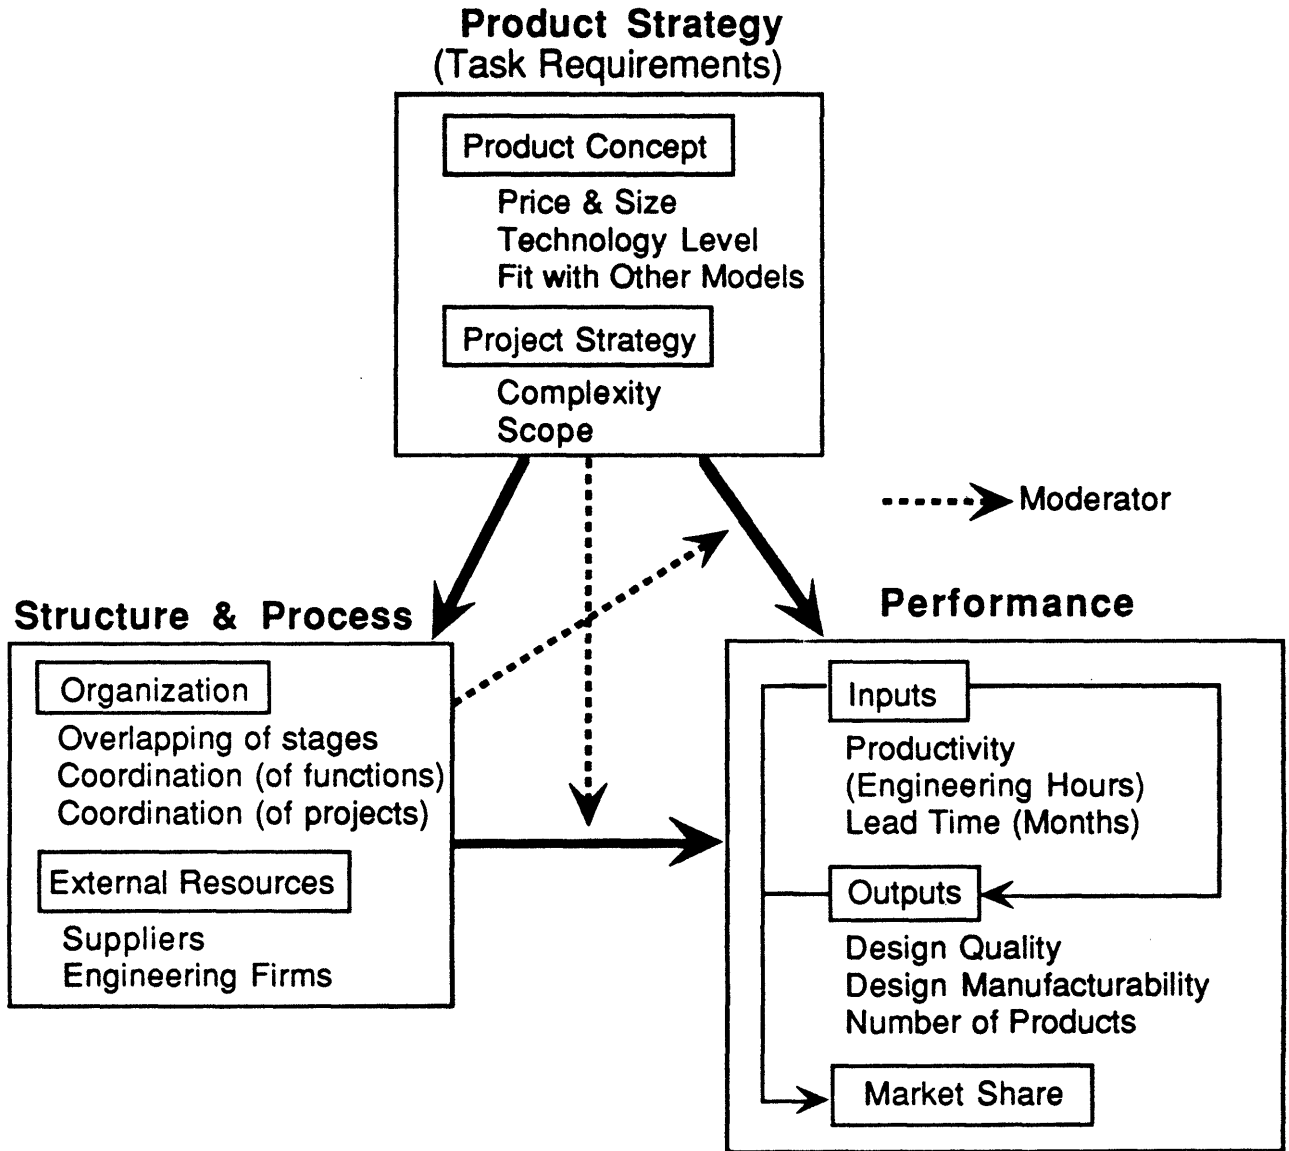 Product Strategy
(Task Requirements)
Product Concept
Price & Size
Technology Level
Fit with Other Models
Project Strategy
Complexity
Scope
Moderator
Structure & Process
Organization
Overlapping of stages
Coordination (of functions)
Coordination (of projects)
External Resources
Suppliers
Engineering Firms
Performance
Inputs
Productivity
(Engineering Hours)
Lead Time (Months)
Outputs
Design Quality
Design Manufacturability
Number of Products
Market Share